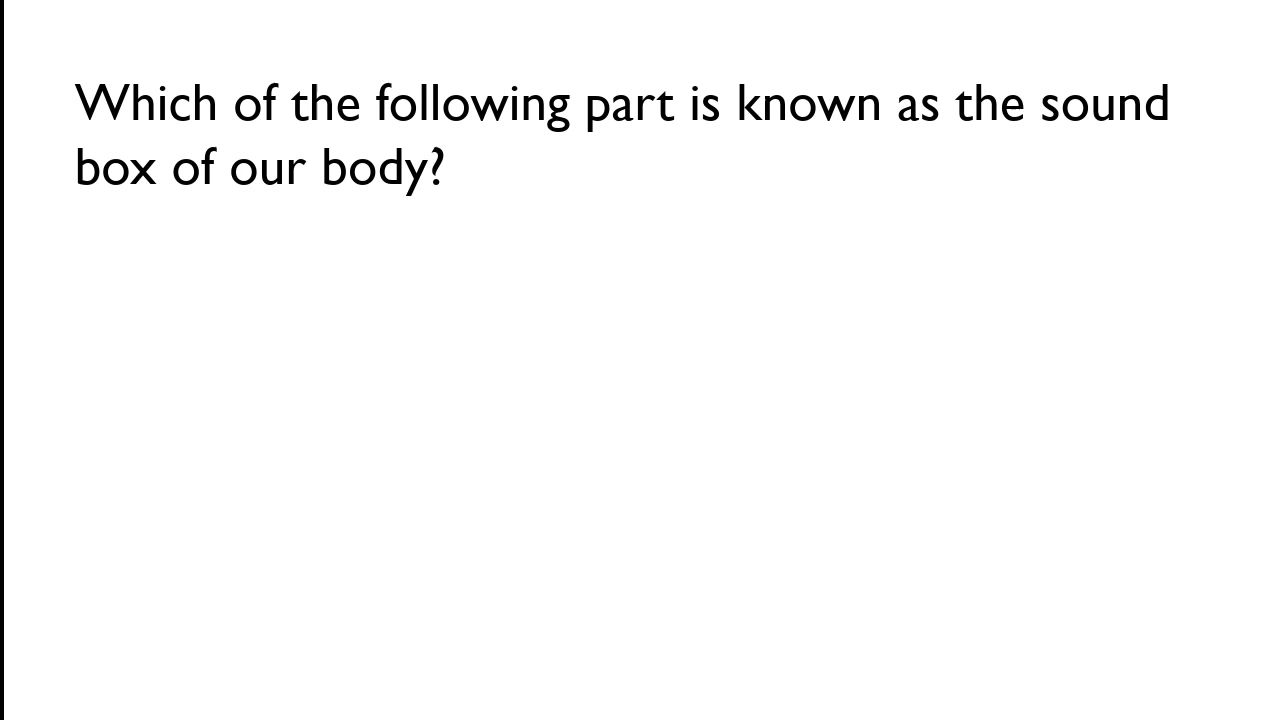 Which of the following part is known as the sound
box of our body?